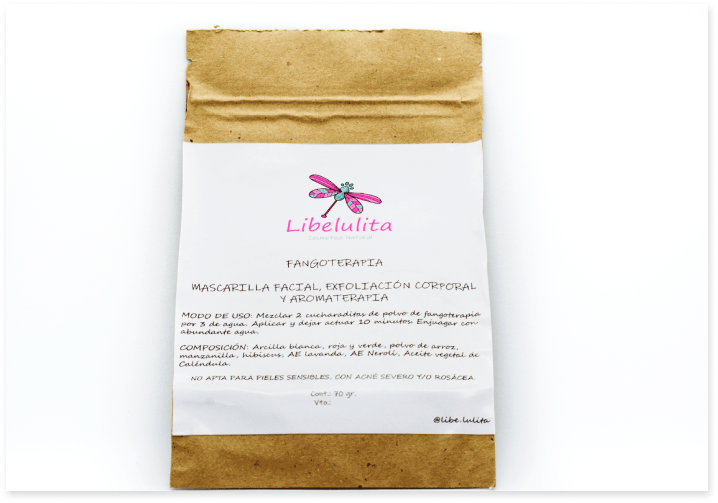 Libelulita
Cosmética Natural
FANGOTERAPIA
MASCARILLA FACIAL, EXFOLIACIÓN CORPORAL
Y AROMATERAPIA
MODO DE USO: Mezclar 2 cucharaditas de polvo de fangoterapia
por 3 de agua. Aplicar y dejar actuar 10 minutos. Enjuagar con
abundante agua.
COMPOSICIÓN: Arcilla blanca, roja y verde, polvo de arroz,
manzanilla, hibiscus, AE lavanda, AE Neroli, Aceite vegetal de
Caléndula.
NO APTA PARA PIELES SENSIBLES, CON ACNÉ SEVERO Y/O ROSÁCEA.
Cont.: 70 gr.
Vto.:
@libe.lulita